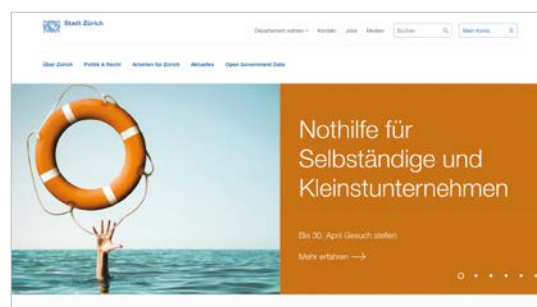 Stadt Zürich
Departement wählen Kontakt Jobs Medien Suchen Mein Konto
Über Zürich Politik & Recht Arbeiten für Zürich Aktuelles Open Government Data
Nothilfe für
Selbständige und
Kleinstunternehmen
Bis 30. April Gesuch stellen
Mehr erfahren →